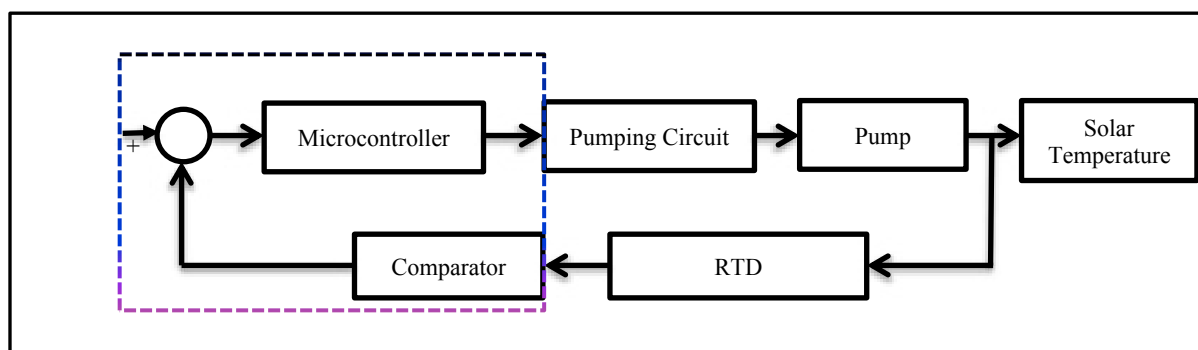 +
Microcontroller
Pumping Circuit
Pump
Solar
Temperature
Comparator
RTD